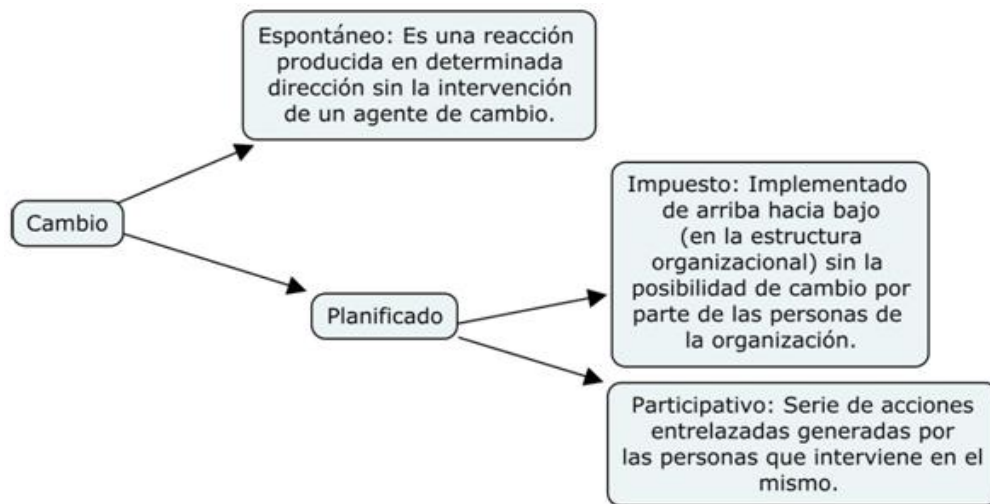 Espontáneo: Es una reacción
producida en determinada
dirección sin la intervención
de un agente de cambio.
Cambio
Planificado
Impuesto: Implementado
de arriba hacia bajo
(en la estructura
organizacional) sin la
posibilidad de cambio por
parte de las personas de
la organización.
Participativo: Serie de acciones
entrelazadas generadas por
las personas que interviene en el
mismo.